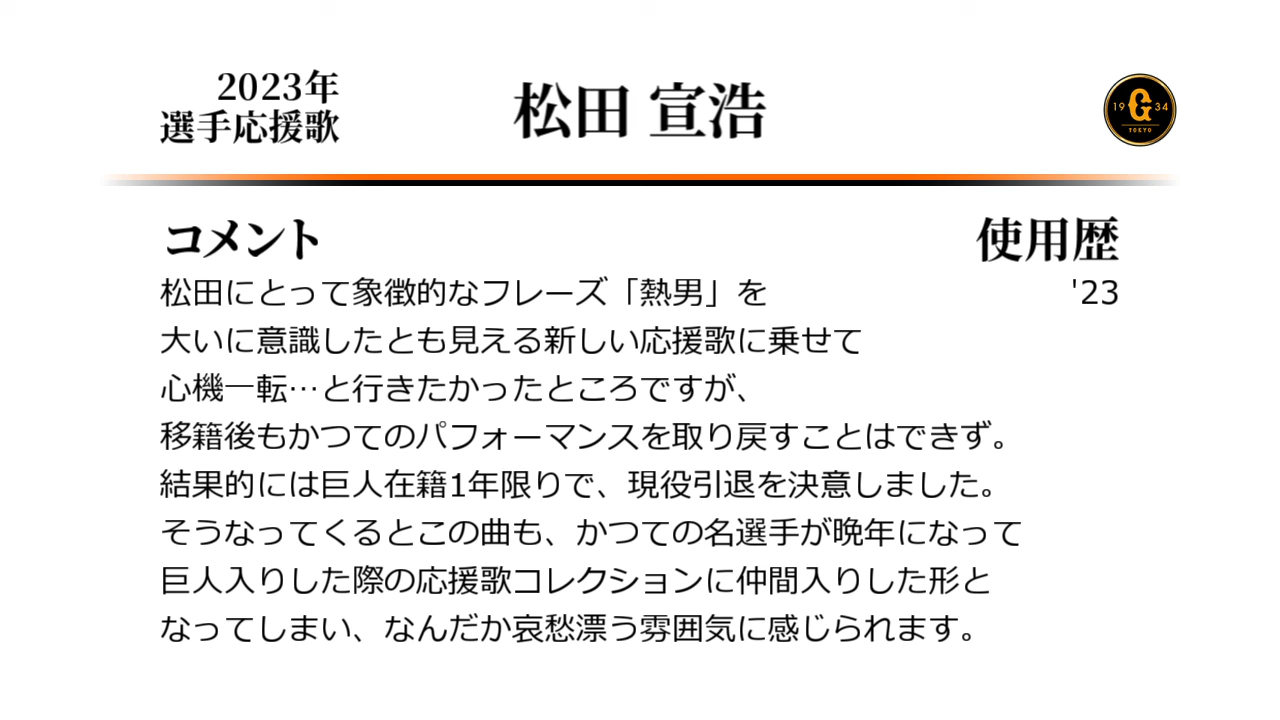 2023年
選手応援歌
松田 宣浩
19 G 34
TOKYO
コメント
使用歴
松田にとって象徴的なフレーズ「熱男」を
'23
大いに意識したとも見える新しい応援歌に乗せて
心機一転…と行きたかったところですが、
移籍後もかつてのパフォーマンスを取り戻すことはできず。
結果的には巨人在籍1年限りで、現役引退を決意しました。
そうなってくるとこの曲も、かつての名選手が晩年になって
巨人入りした際の応援歌コレクションに仲間入りした形と
なってしまい、なんだか哀愁漂う雰囲気に感じられます。